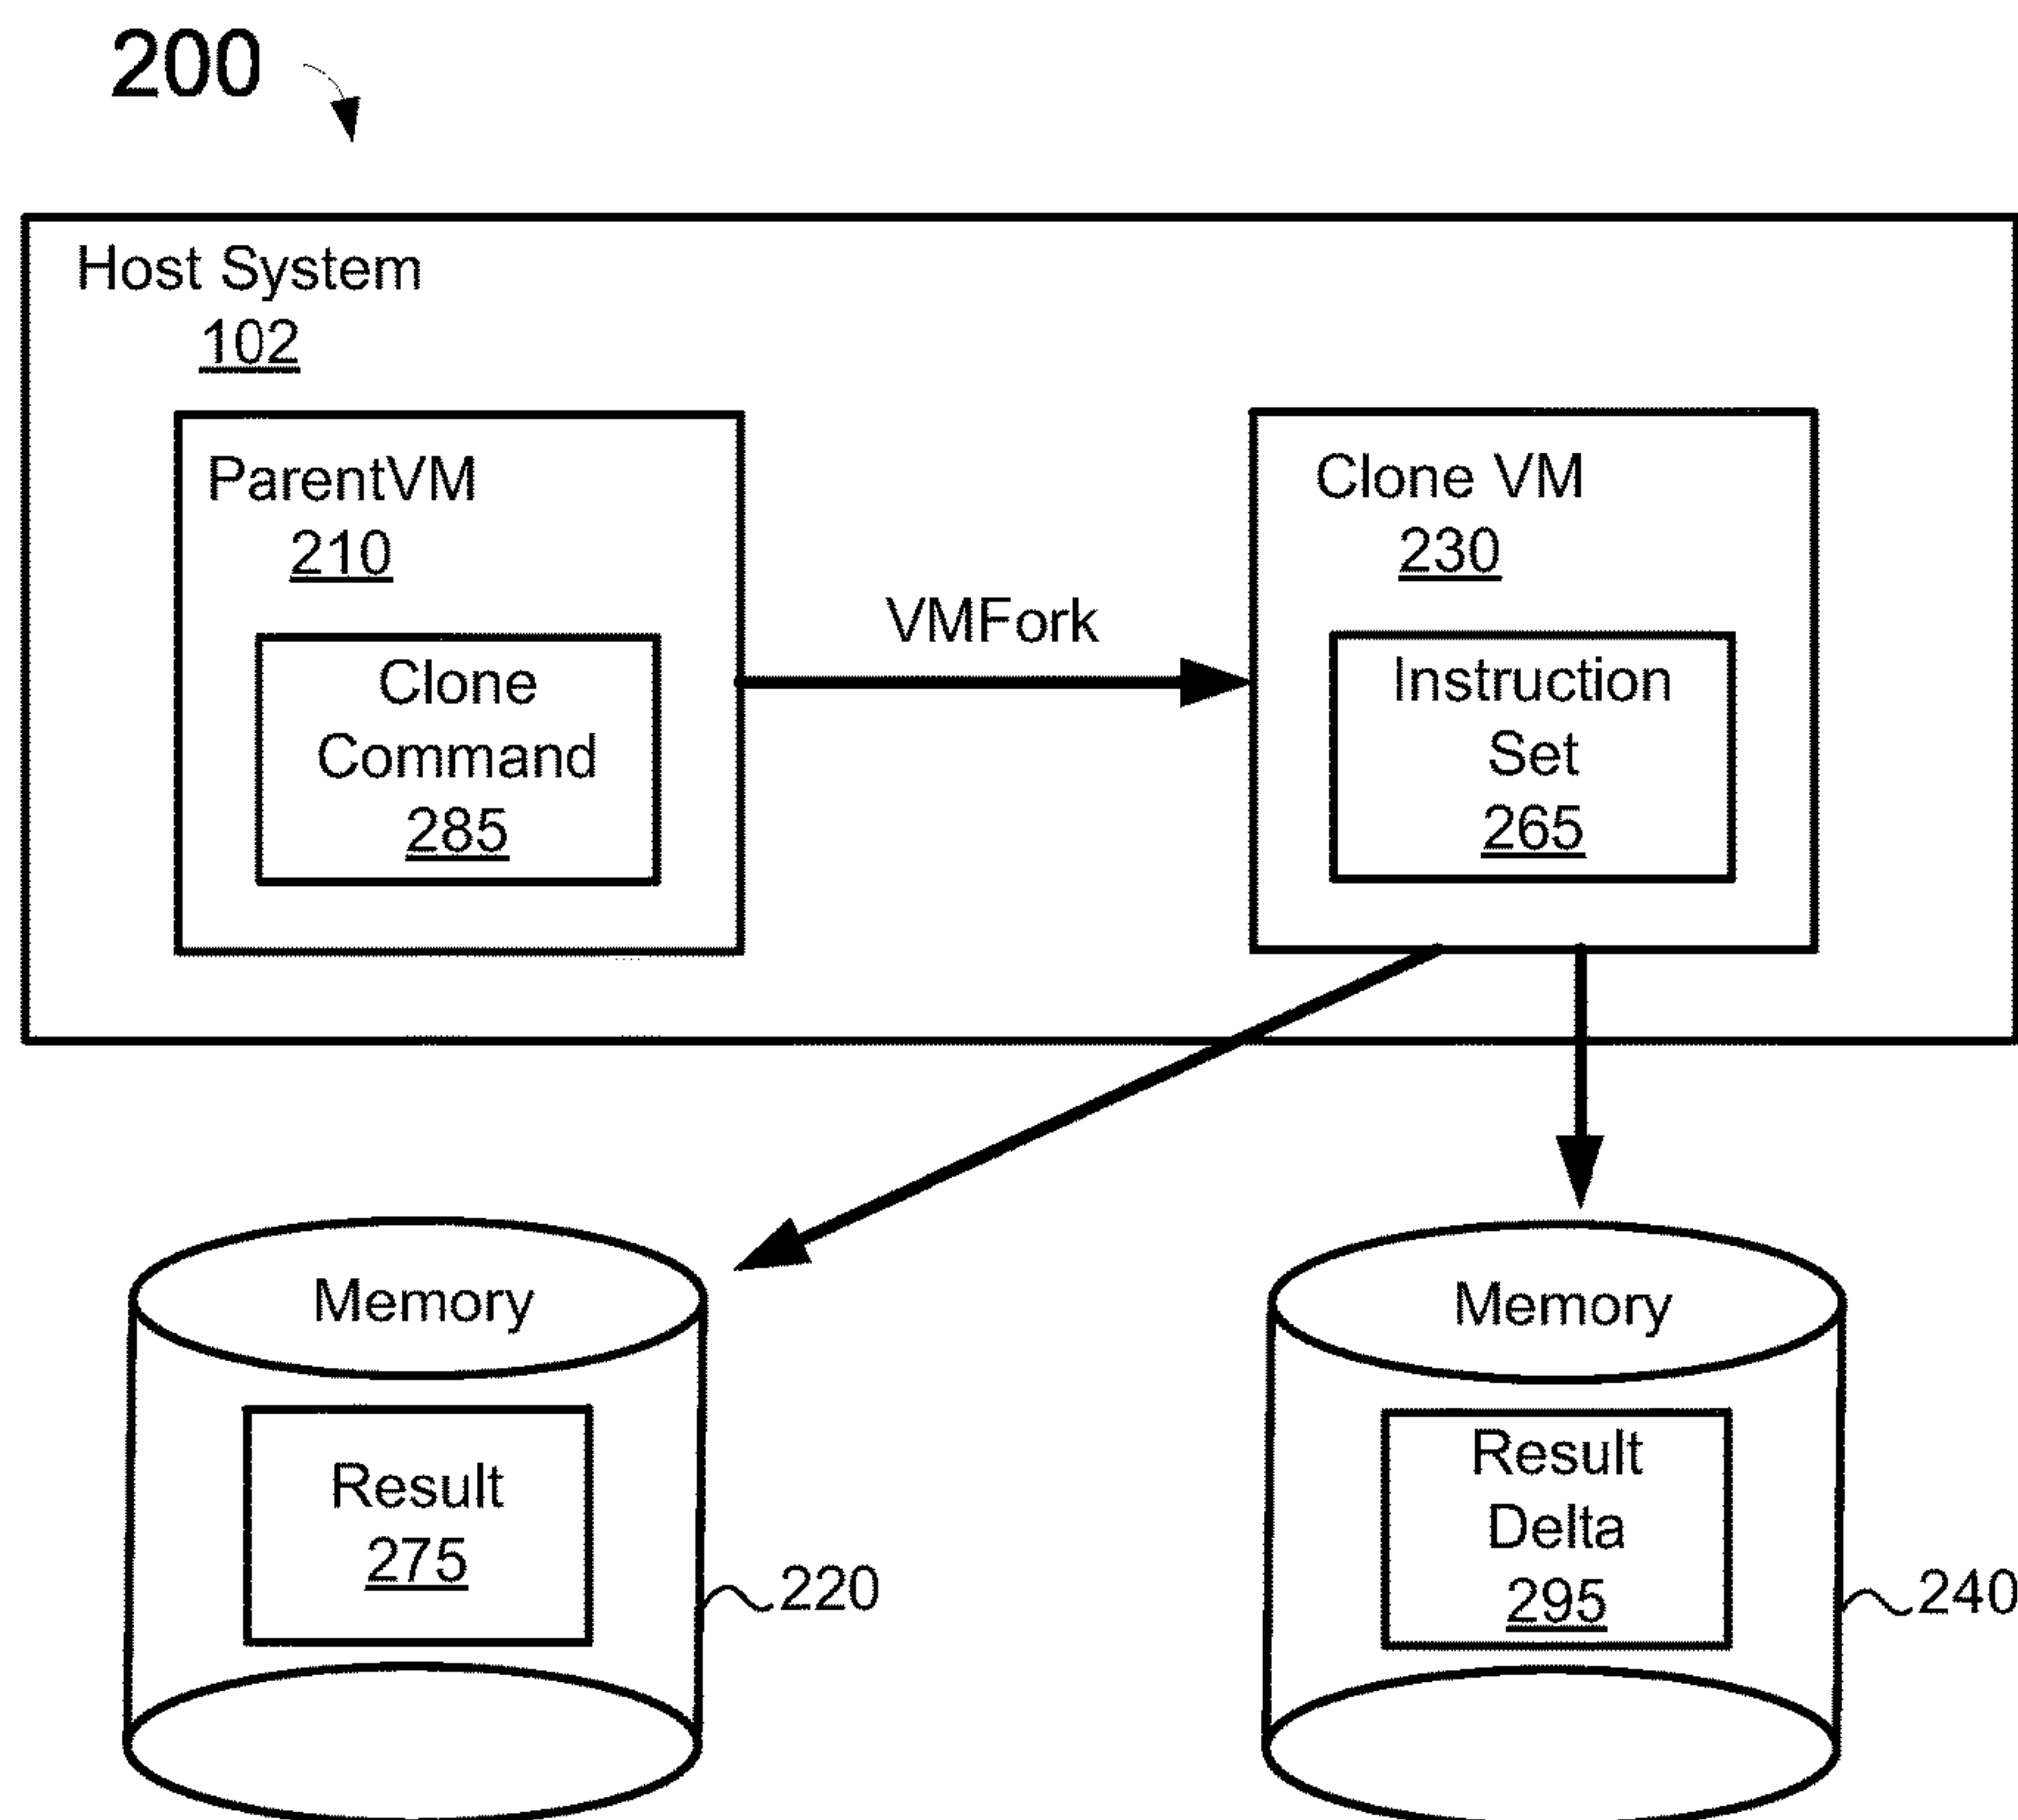 200
Host System
102
ParentVM
210
Clone
Command
285
VMFork
Clone VM
230
Instruction
Set
265
Memory
Result
275
220
Memory
Result
Delta
295
240